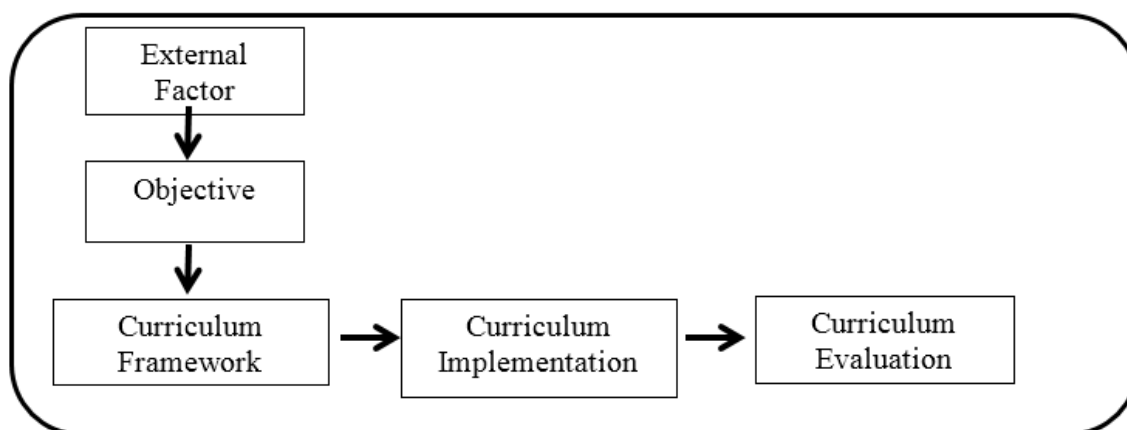 External
Factor
Objective
Curriculum
Framework
Curriculum
Implementation
Curriculum
Evaluation